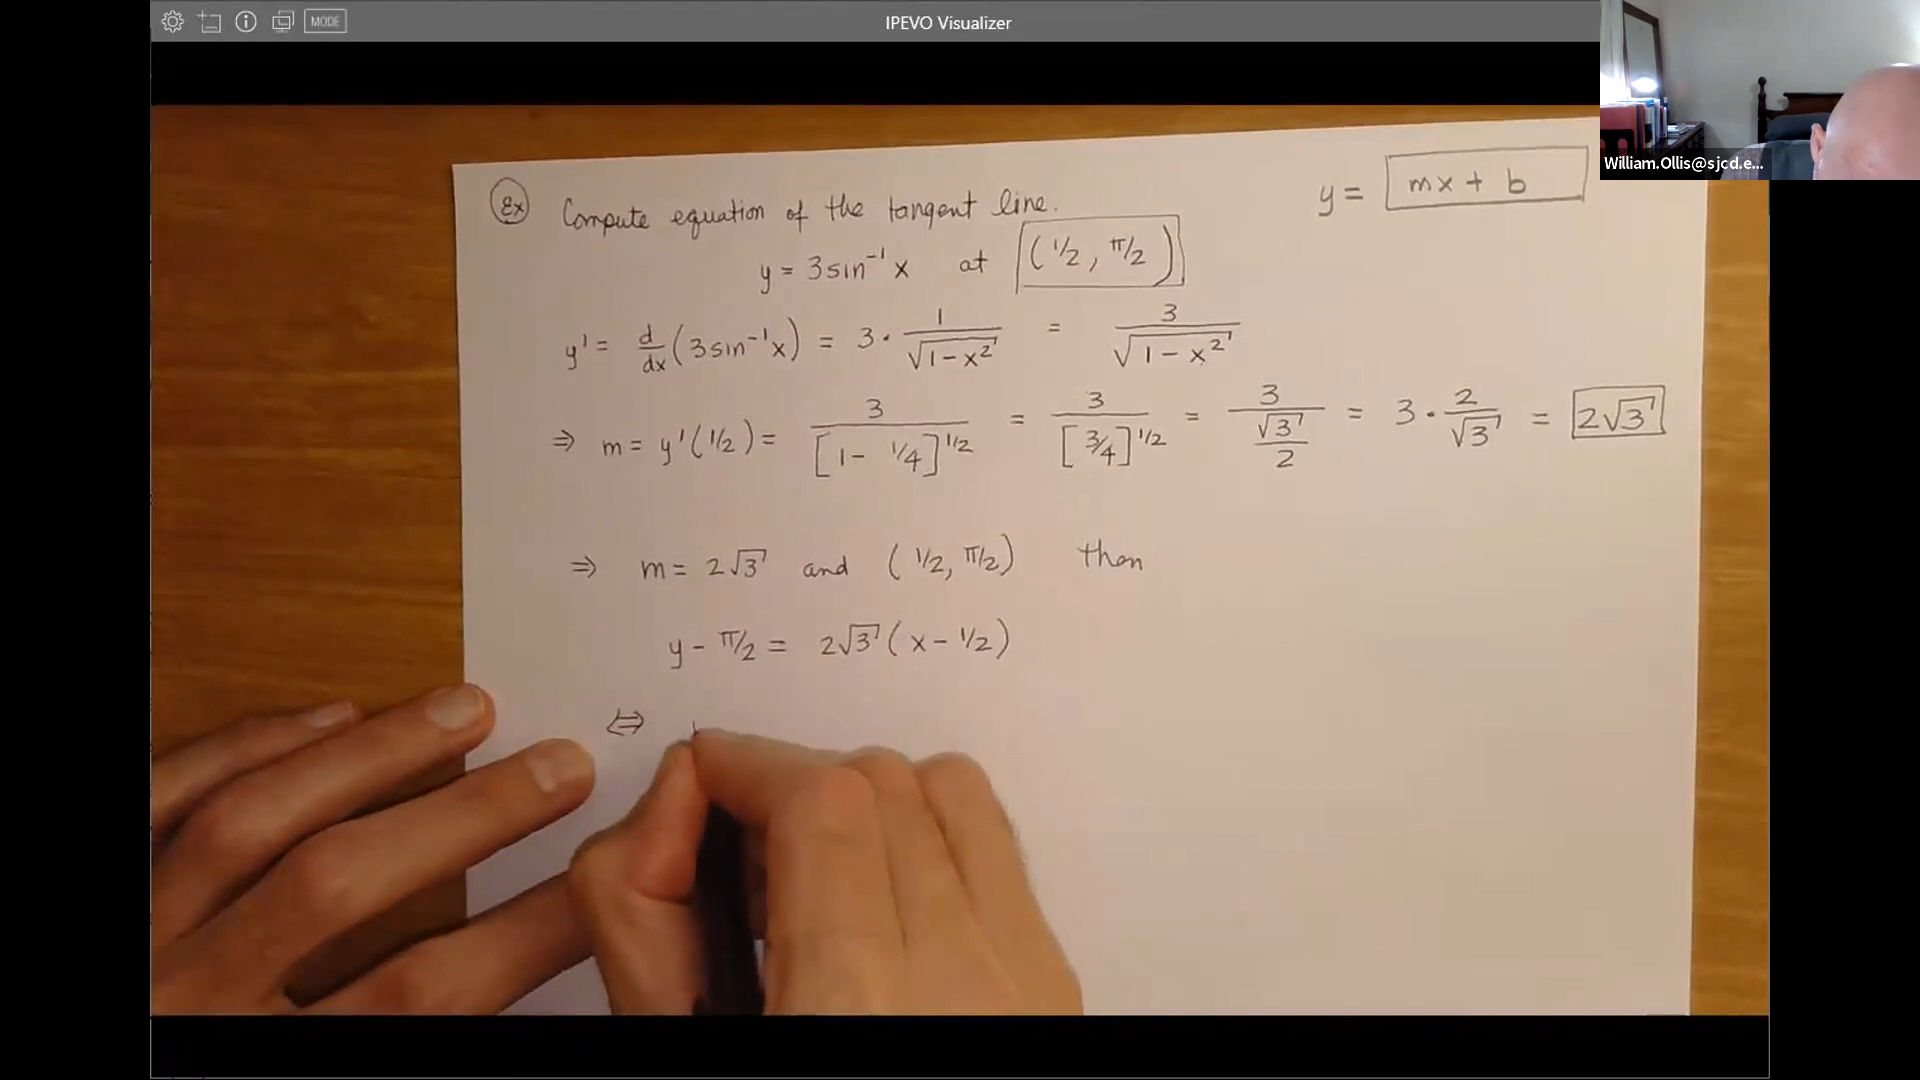 MODE
IPEVO Visualizer
William.Ollis@sjcd.e...
Ex Compute equation of the tangent line.
y = mx + b
y = 3sin⁻¹x at (1/2, π/2)
y' = d/dx (3sin⁻¹x) = 3 · 1/√(1-x²) = 3/√(1-x²)
⇒ m = y'(1/2) = 3/[1- 1/4]^1/2 = 3/[3/4]^1/2 = 3/(√3/2) = 3 · 2/√3 = 2√3
⇒ m = 2√3 and (1/2, π/2) then
y - π/2 = 2√3 (x - 1/2)
⇔